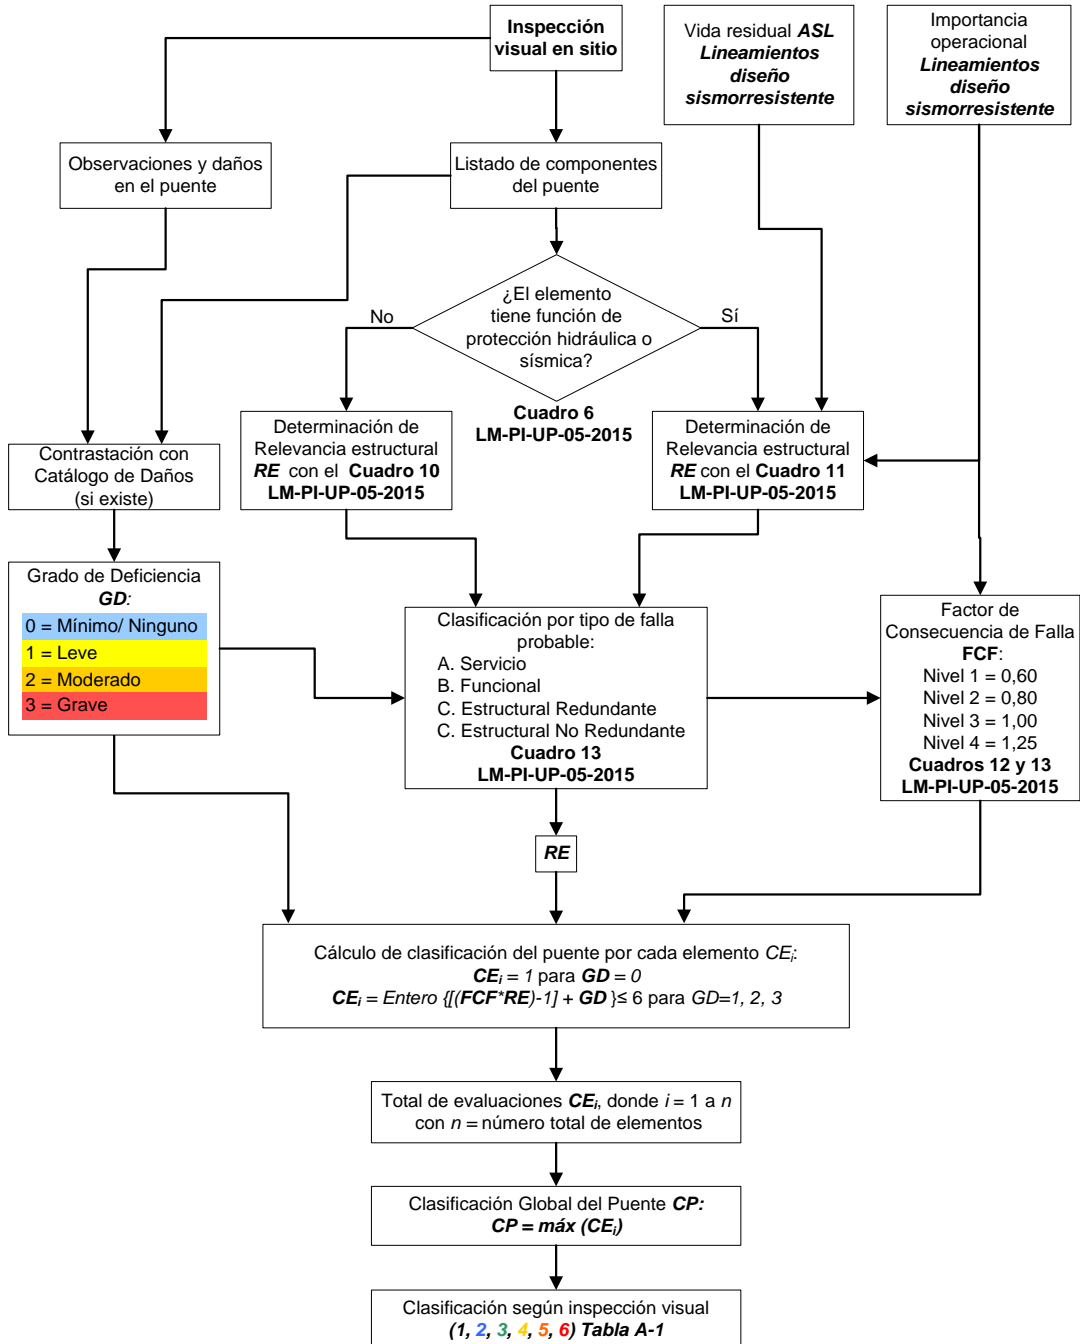 Inspección
visual en sitio
Vida residual ASL
Lineamientos
diseño
sismorresistente
Importancia
operacional
Lineamientos
diseño
sismorresistente
Observaciones y daños
en el puente
Listado de componentes
del puente
¿El elemento
tiene función de
protección hidráulica o
sísmica?
No
Sí
Cuadro 6
LM-PI-UP-05-2015
Contrastación con
Catálogo de Daños
(si existe)
Determinación de
Relevancia estructural
RE con el Cuadro 10
LM-PI-UP-05-2015
Determinación de
Relevancia estructural
RE con el Cuadro 11
LM-PI-UP-05-2015
Grado de Deficiencia
GD:
0 = Mínimo/ Ninguno
1 = Leve
2 = Moderado
3 = Grave
Clasificación por tipo de falla
probable:
A. Servicio
B. Funcional
C. Estructural Redundante
C. Estructural No Redundante
Cuadro 13
LM-PI-UP-05-2015
Factor de
Consecuencia de Falla
FCF:
Nivel 1 = 0,60
Nivel 2 = 0,80
Nivel 3 = 1,00
Nivel 4 = 1,25
Cuadros 12 y 13
LM-PI-UP-05-2015
RE
Cálculo de clasificación del puente por cada elemento CEi:
CEi = 1 para GD = 0
CEi = Entero {[(FCF*RE)-1] + GD }≤ 6 para GD=1, 2, 3
Total de evaluaciones CEi, donde i = 1 a n
con n = número total de elementos
Clasificación Global del Puente CP:
CP = máx (CEi)
Clasificación según inspección visual
(1, 2, 3, 4, 5, 6) Tabla A-1